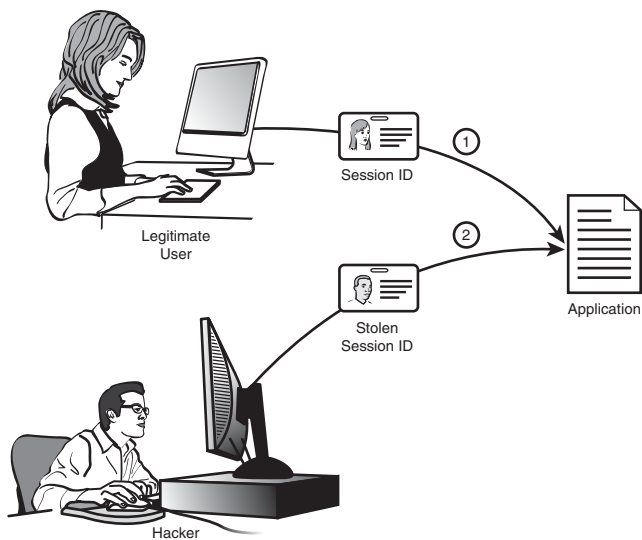 1
Session ID
Legitimate
User
2
Application
Stolen
Session ID
Hacker